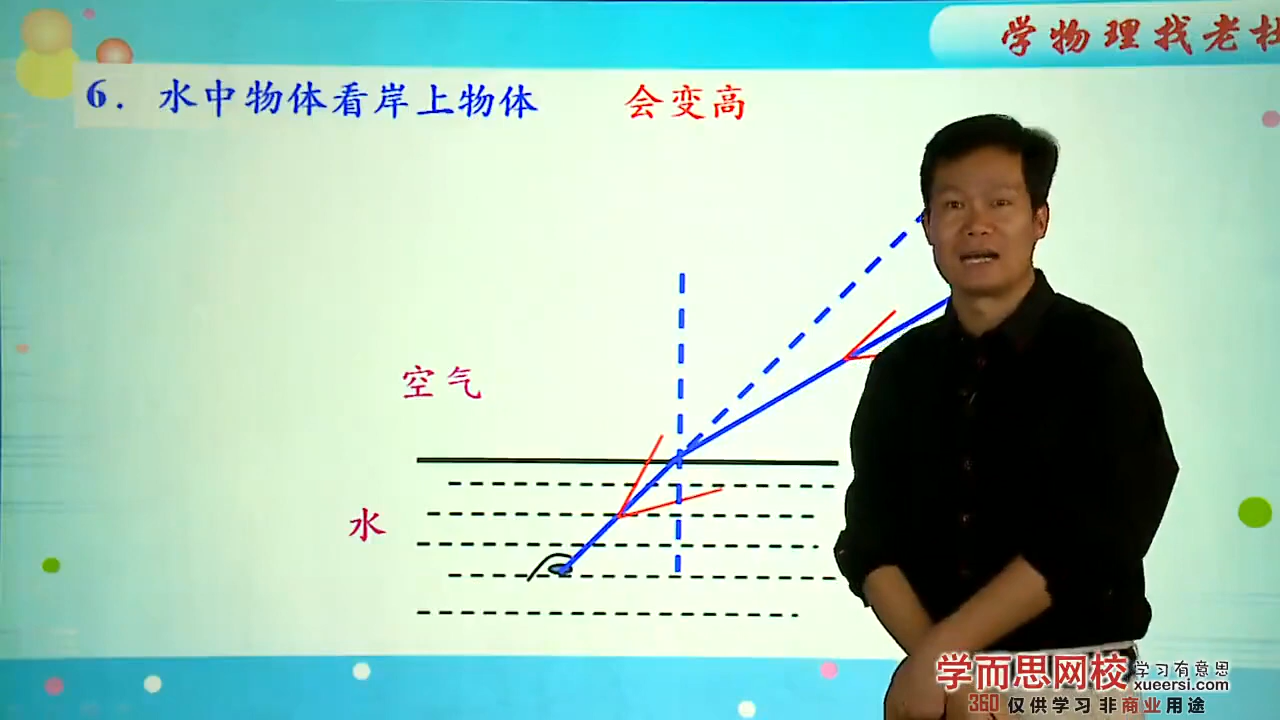 学物理找老杜
6. 水中物体看岸上物体 会变高
空气
水
学而思网校 学习有意思
xueersi.com
360 仅供学习 非商业用途